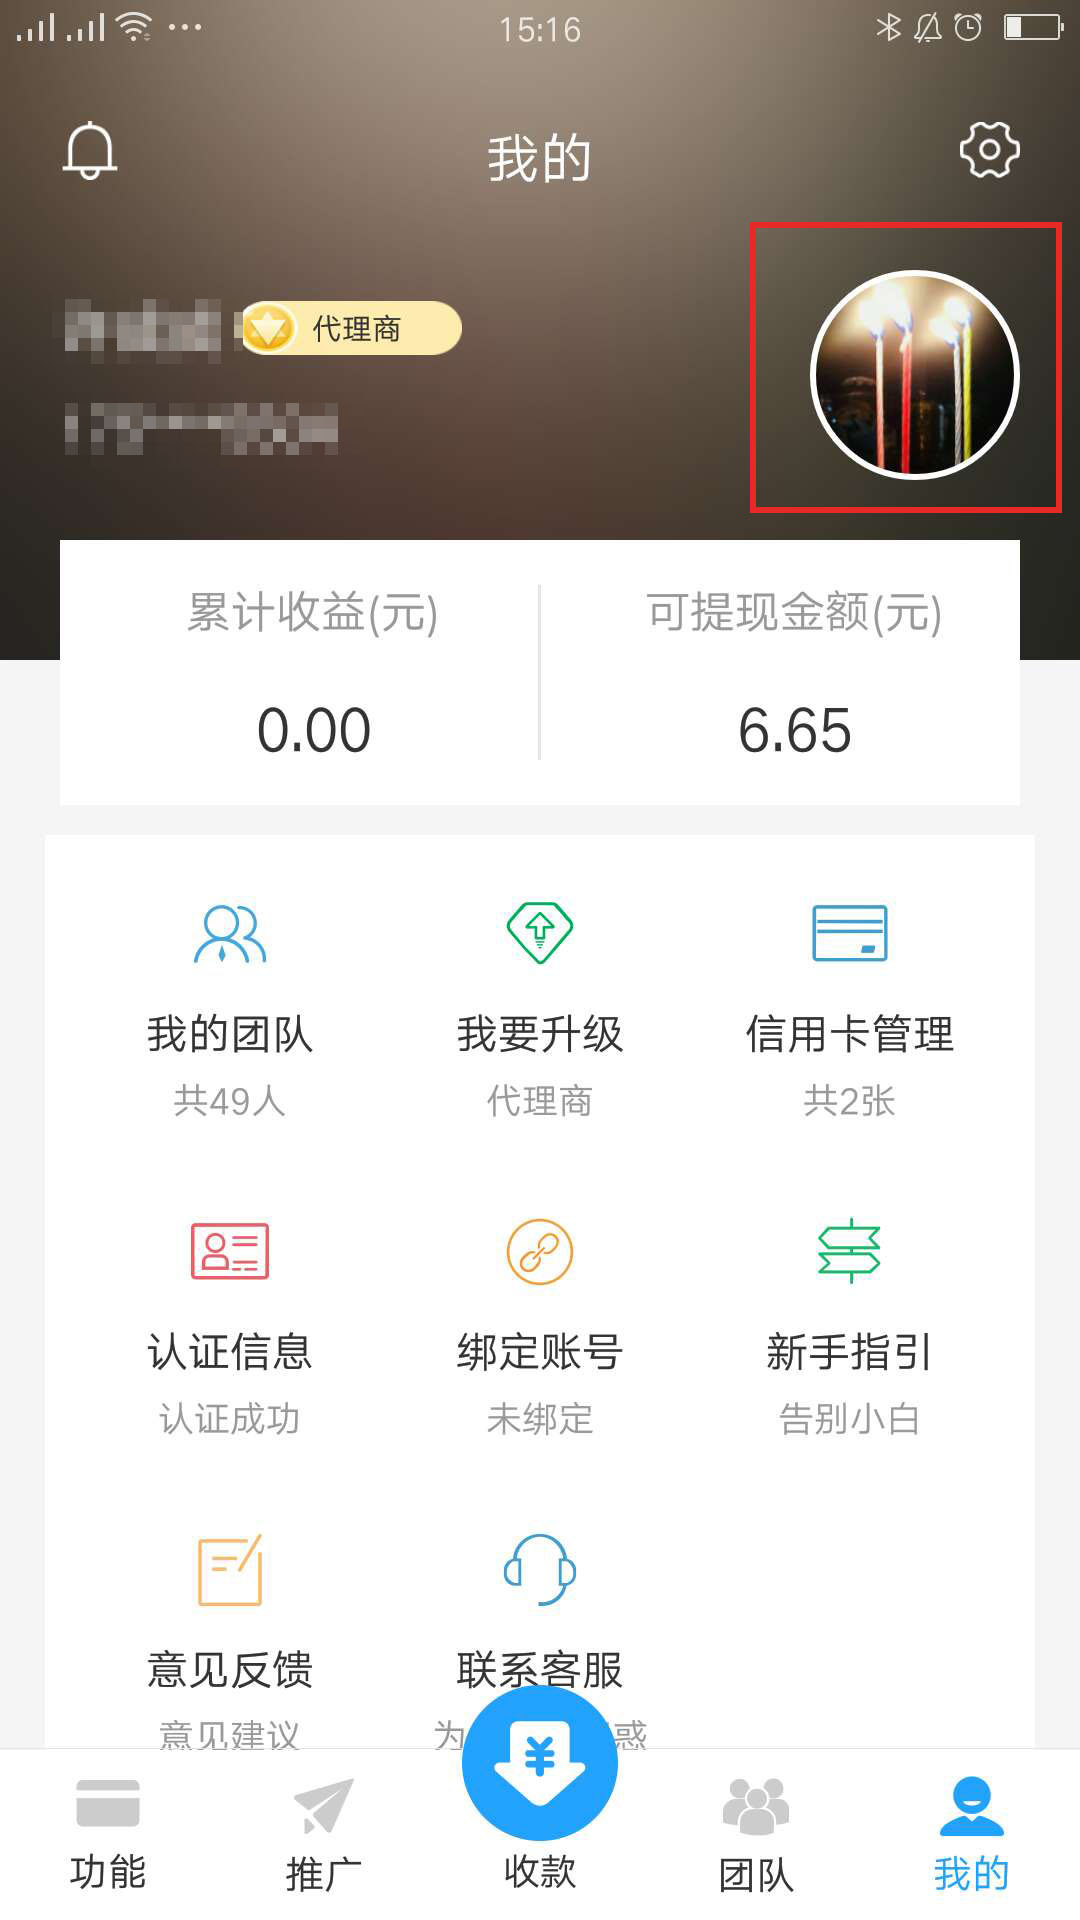 15:16
我的
代理商
累计收益(元)
可提现金额(元)
0.00
6.65
我的团队
我要升级
信用卡管理
共49人
代理商
共2张
认证信息
绑定账号
新手指引
认证成功
未绑定
告别小白
意见反馈
联系客服
意见建议
为 惑
¥
功能
推广
收款
团队
我的